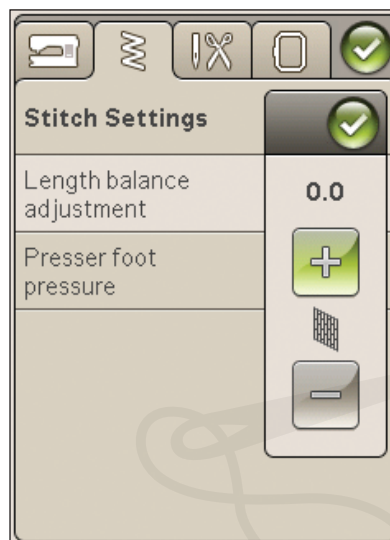 Stitch Settings
Length balance
adjustment
0.0
Presser foot
pressure